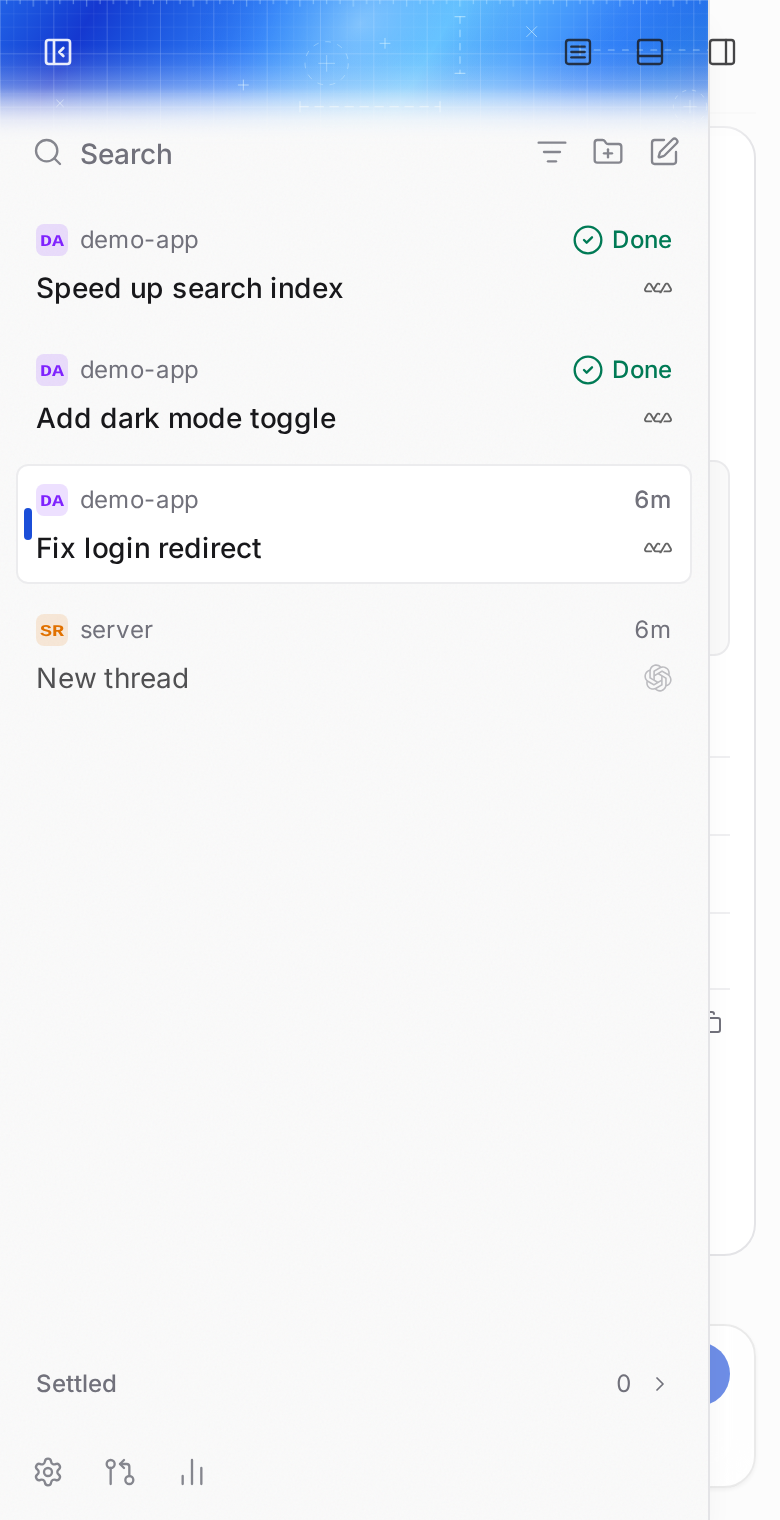 Search
DA demo-app Done
Speed up search index
DA demo-app Done
Add dark mode toggle
DA demo-app 6m
Fix login redirect
SR server 6m
New thread
Settled 0